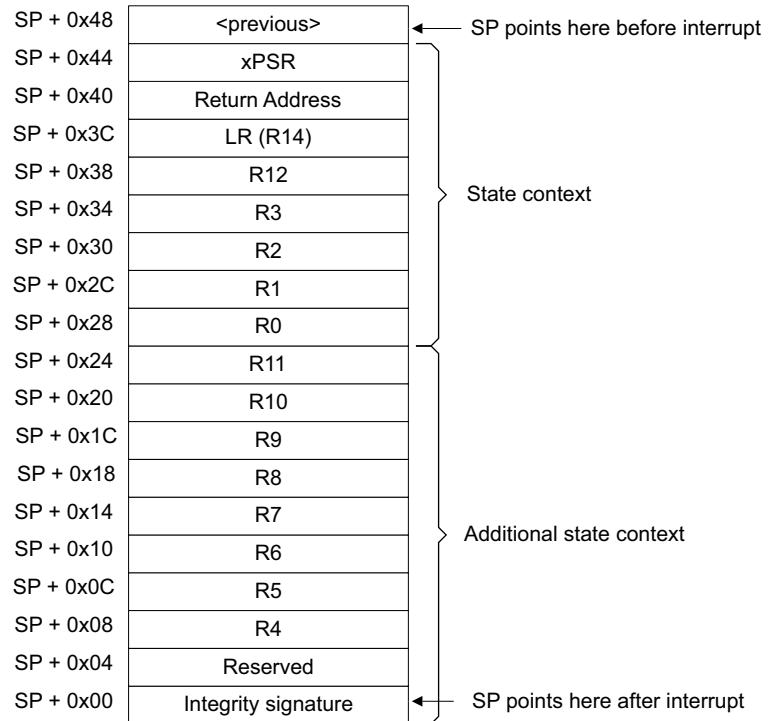 SP + 0x48 <previous> SP points here before interrupt
SP + 0x44 xPSR
SP + 0x40 Return Address
SP + 0x3C LR (R14)
SP + 0x38 R12
State context
SP + 0x34 R3
SP + 0x30 R2
SP + 0x2C R1
SP + 0x28 R0
SP + 0x24 R11
SP + 0x20 R10
SP + 0x1C R9
SP + 0x18 R8
SP + 0x14 R7
Additional state context
SP + 0x10 R6
SP + 0x0C R5
SP + 0x08 R4
SP + 0x04 Reserved
SP + 0x00 Integrity signature SP points here after interrupt